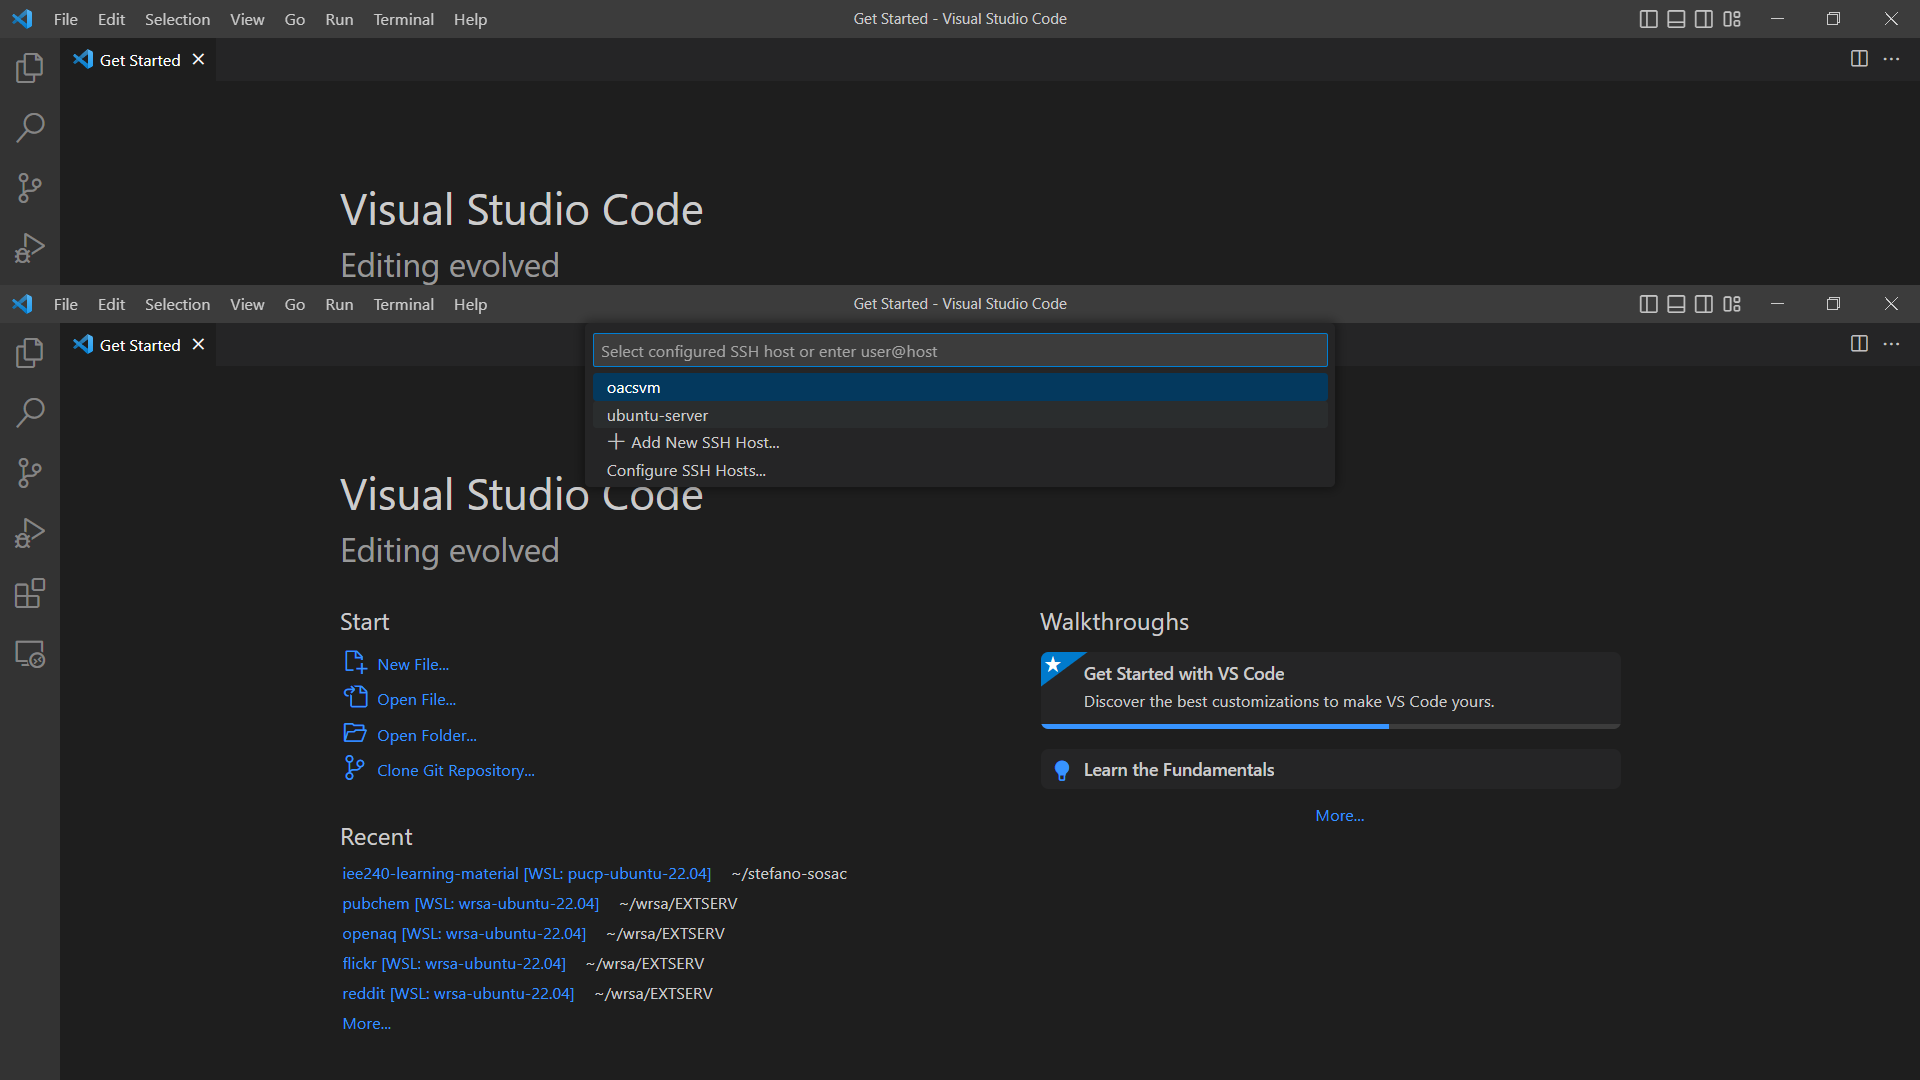 File Edit Selection View Go Run Terminal Help Get Started - Visual Studio Code
Get Started
Visual Studio Code
Editing evolved
File Edit Selection View Go Run Terminal Help Get Started - Visual Studio Code
Get Started
Select configured SSH host or enter user@host
oacsvm
ubuntu-server
Add New SSH Host...
Configure SSH Hosts...
Visual Studio Code
Editing evolved
Start
New File...
Open File...
Open Folder...
Clone Git Repository...
Recent
iee240-learning-material [WSL: pucp-ubuntu-22.04] ~/stefano-sosac
pubchem [WSL: wrsa-ubuntu-22.04] ~/wrsa/EXTSERV
openaq [WSL: wrsa-ubuntu-22.04] ~/wrsa/EXTSERV
flickr [WSL: wrsa-ubuntu-22.04] ~/wrsa/EXTSERV
reddit [WSL: wrsa-ubuntu-22.04] ~/wrsa/EXTSERV
More...
Walkthroughs
Get Started with VS Code
Discover the best customizations to make VS Code yours.
Learn the Fundamentals
More...